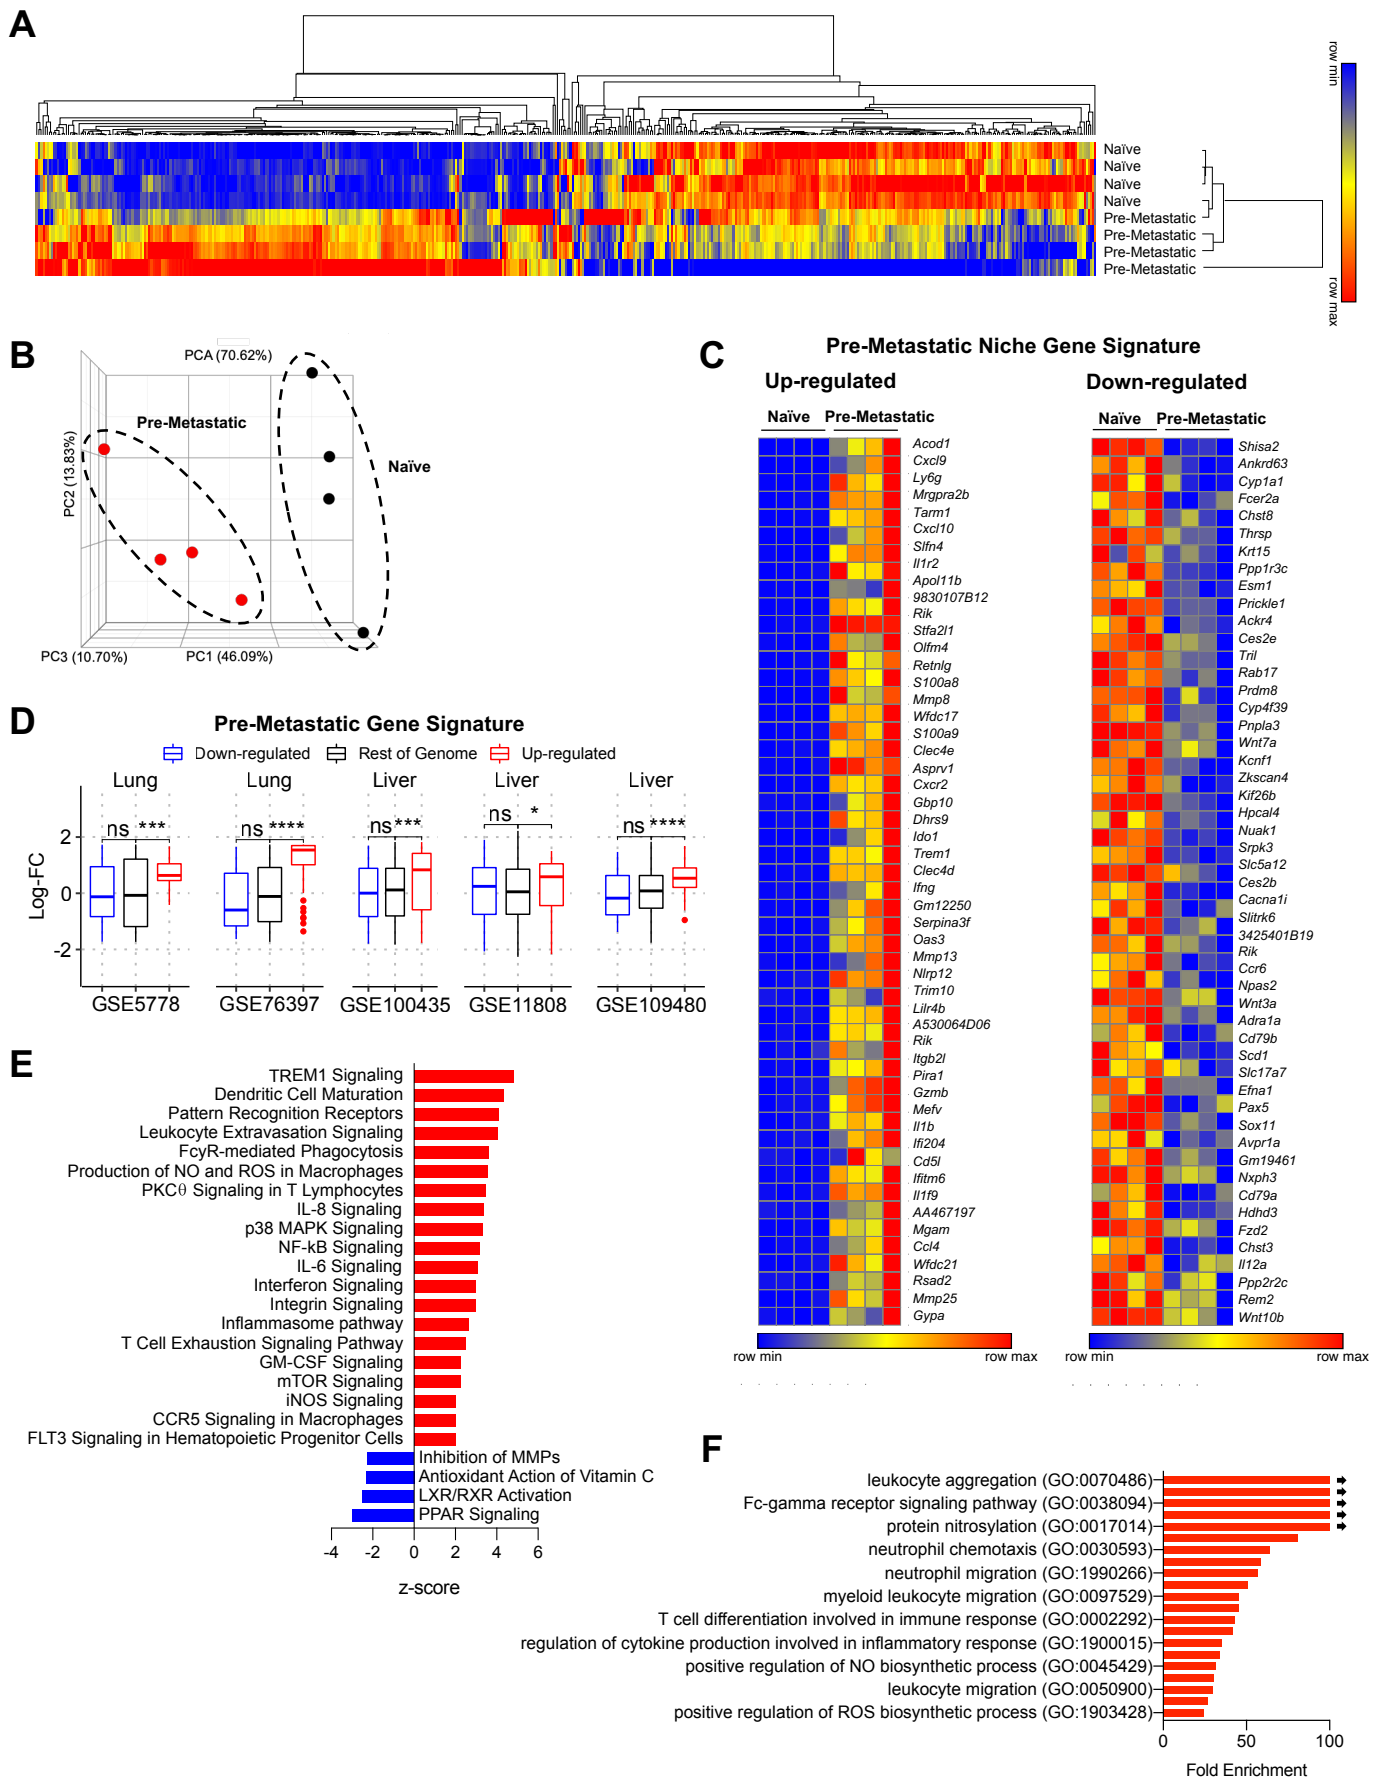 A
row min
row max
Naïve
Naïve
Naïve
Naïve
Pre-Metastatic
Pre-Metastatic
Pre-Metastatic
Pre-Metastatic
B
PCA (70.62%)
Pre-Metastatic
Naïve
PC2 (13.83%)
PC3 (10.70%)
PC1 (46.09%)
C
Pre-Metastatic Niche Gene Signature
Up-regulated
Naïve
Pre-Metastatic
Acod1
Cxcl9
Ly6g
Mrgpra2b
Tarm1
Cxcl10
Slfn4
Il1r2
Apol11b
9830107B12
Rik
Stfa2l1
Olfm4
Retnlg
S100a8
Mmp8
Wfdc17
S100a9
Clec4e
Asprv1
Cxcr2
Gbp10
Dhrs9
Ido1
Trem1
Clec4d
Ifng
Gm12250
Serpina3f
Oas3
Mmp13
Nlrp12
Trim10
Lilr4b
A530064D06
Rik
Itgb2l
Pira1
Gzmb
Mefv
Il1b
Ifi204
Cd5l
Ifitm6
Il1f9
AA467197
Mgam
Ccl4
Wfdc21
Rsad2
Mmp25
Gypa
row min
row max
Down-regulated
Naïve
Pre-Metastatic
Shisa2
Ankrd63
Cyp1a1
Fcer2a
Chst8
Thrsp
Krt15
Ppp1r3c
Esm1
Prickle1
Ackr4
Ces2e
Tril
Rab17
Prdm8
Cyp4f39
Pnpla3
Wnt7a
Kcnf1
Zkscan4
Kif26b
Hpcal4
Nuak1
Srpk3
Slc5a12
Ces2b
Cacna1i
Slitrk6
3425401B19
Rik
Ccr6
Npas2
Wnt3a
Adra1a
Cd79b
Scd1
Slc17a7
Efna1
Pax5
Sox11
Avpr1a
Gm19461
Nxph3
Cd79a
Hdhd3
Fzd2
Chst3
Il12a
Ppp2r2c
Rem2
Wnt10b
row min
row max
D
Pre-Metastatic Gene Signature
Down-regulated
Rest of Genome
Up-regulated
Lung
Lung
Liver
Liver
Liver
ns ***
ns ****
ns ***
ns *
ns ****
Log-FC
2
0
-2
GSE5778
GSE76397
GSE100435
GSE11808
GSE109480
E
TREM1 Signaling
Dendritic Cell Maturation
Pattern Recognition Receptors
Leukocyte Extravasation Signaling
FcγR-mediated Phagocytosis
Production of NO and ROS in Macrophages
PKCθ Signaling in T Lymphocytes
IL-8 Signaling
p38 MAPK Signaling
NF-kB Signaling
IL-6 Signaling
Interferon Signaling
Integrin Signaling
Inflammasome pathway
T Cell Exhaustion Signaling Pathway
GM-CSF Signaling
mTOR Signaling
iNOS Signaling
CCR5 Signaling in Macrophages
FLT3 Signaling in Hematopoietic Progenitor Cells
Inhibition of MMPs
Antioxidant Action of Vitamin C
LXR/RXR Activation
PPAR Signaling
-4 -2 0 2 4 6
z-score
F
leukocyte aggregation (GO:0070486)
Fc-gamma receptor signaling pathway (GO:0038094)
protein nitrosylation (GO:0017014)
neutrophil chemotaxis (GO:0030593)
neutrophil migration (GO:1990266)
myeloid leukocyte migration (GO:0097529)
T cell differentiation involved in immune response (GO:0002292)
regulation of cytokine production involved in inflammatory response (GO:1900015)
positive regulation of NO biosynthetic process (GO:0045429)
leukocyte migration (GO:0050900)
positive regulation of ROS biosynthetic process (GO:1903428)
0 50 100
Fold Enrichment